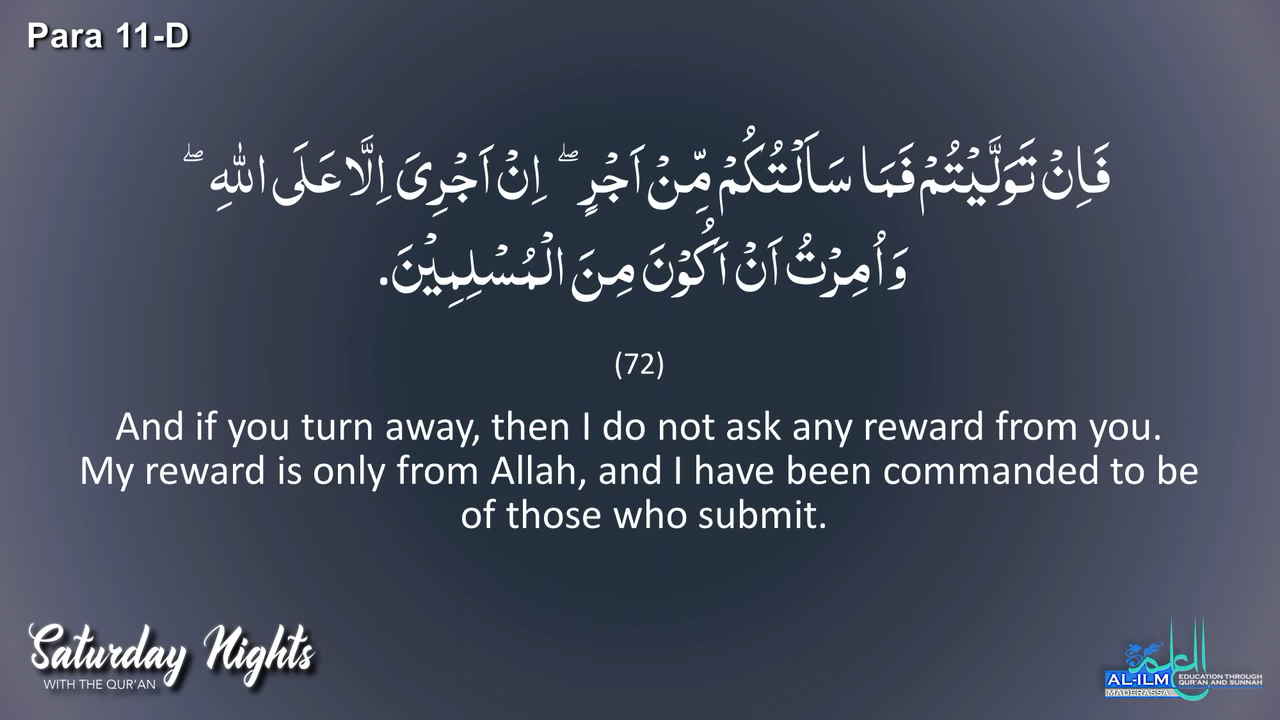 Para 11-D
فَاِنْ تَوَلَّيْتُمْ فَمَا سَاَلْتُكُمْ مِّنْ اَجْرٍ ۖ اِنْ اَجْرِىَ اِلَّا عَلَى اللّٰهِ ۖ
وَاُمِرْتُ اَنْ اَكُوْنَ مِنَ الْمُسْلِمِيْنَ.
(72)
And if you turn away, then I do not ask any reward from you.
My reward is only from Allah, and I have been commanded to be
of those who submit.
Saturday Nights
WITH THE QUR'AN
العلم
AL-ILM
MADERASSA
EDUCATION THROUGH
QUR'AN AND SUNNAH